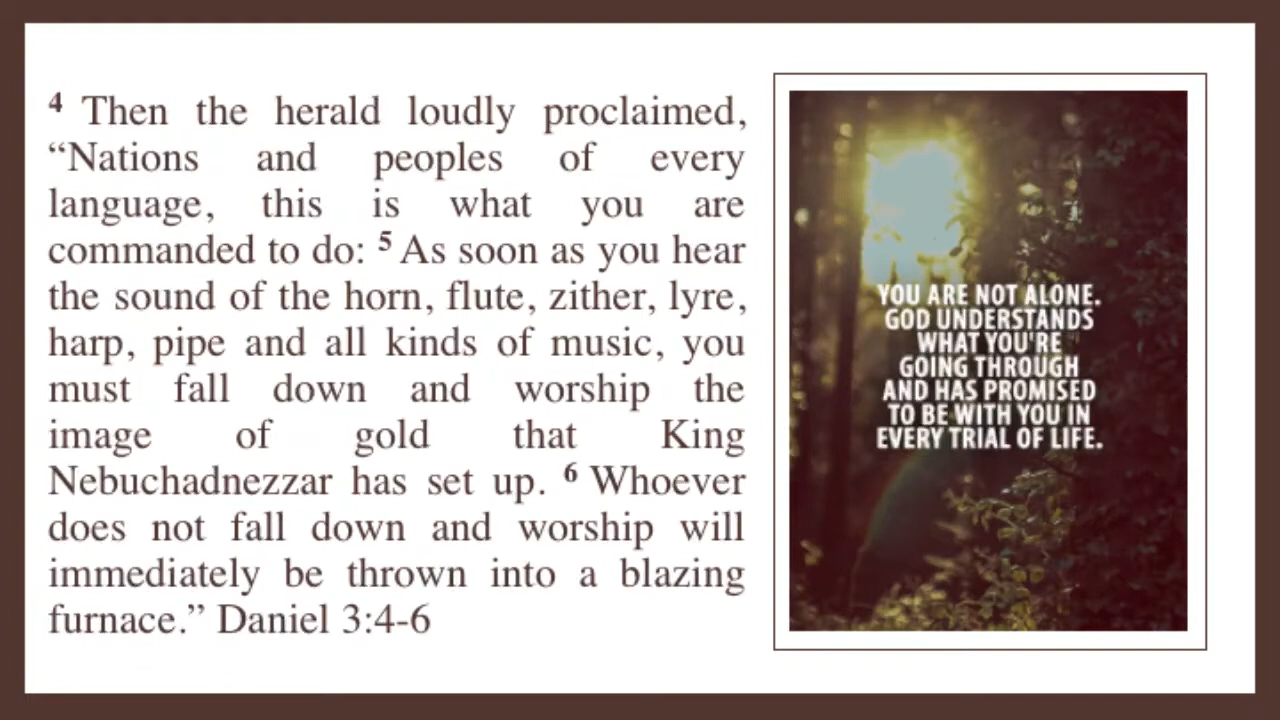 4 Then the herald loudly proclaimed,
“Nations and peoples of every
language, this is what you are
commanded to do: 5 As soon as you hear
the sound of the horn, flute, zither, lyre,
harp, pipe and all kinds of music, you
must fall down and worship the
image of gold that King
Nebuchadnezzar has set up. 6 Whoever
does not fall down and worship will
immediately be thrown into a blazing
furnace.” Daniel 3:4-6
YOU ARE NOT ALONE.
GOD UNDERSTANDS
WHAT YOU'RE
GOING THROUGH
AND HAS PROMISED
TO BE WITH YOU IN
EVERY TRIAL OF LIFE.